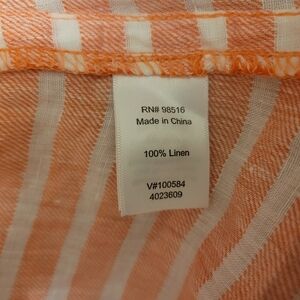 RN# 98516
Made in China
100% Linen
V#100584
4023609